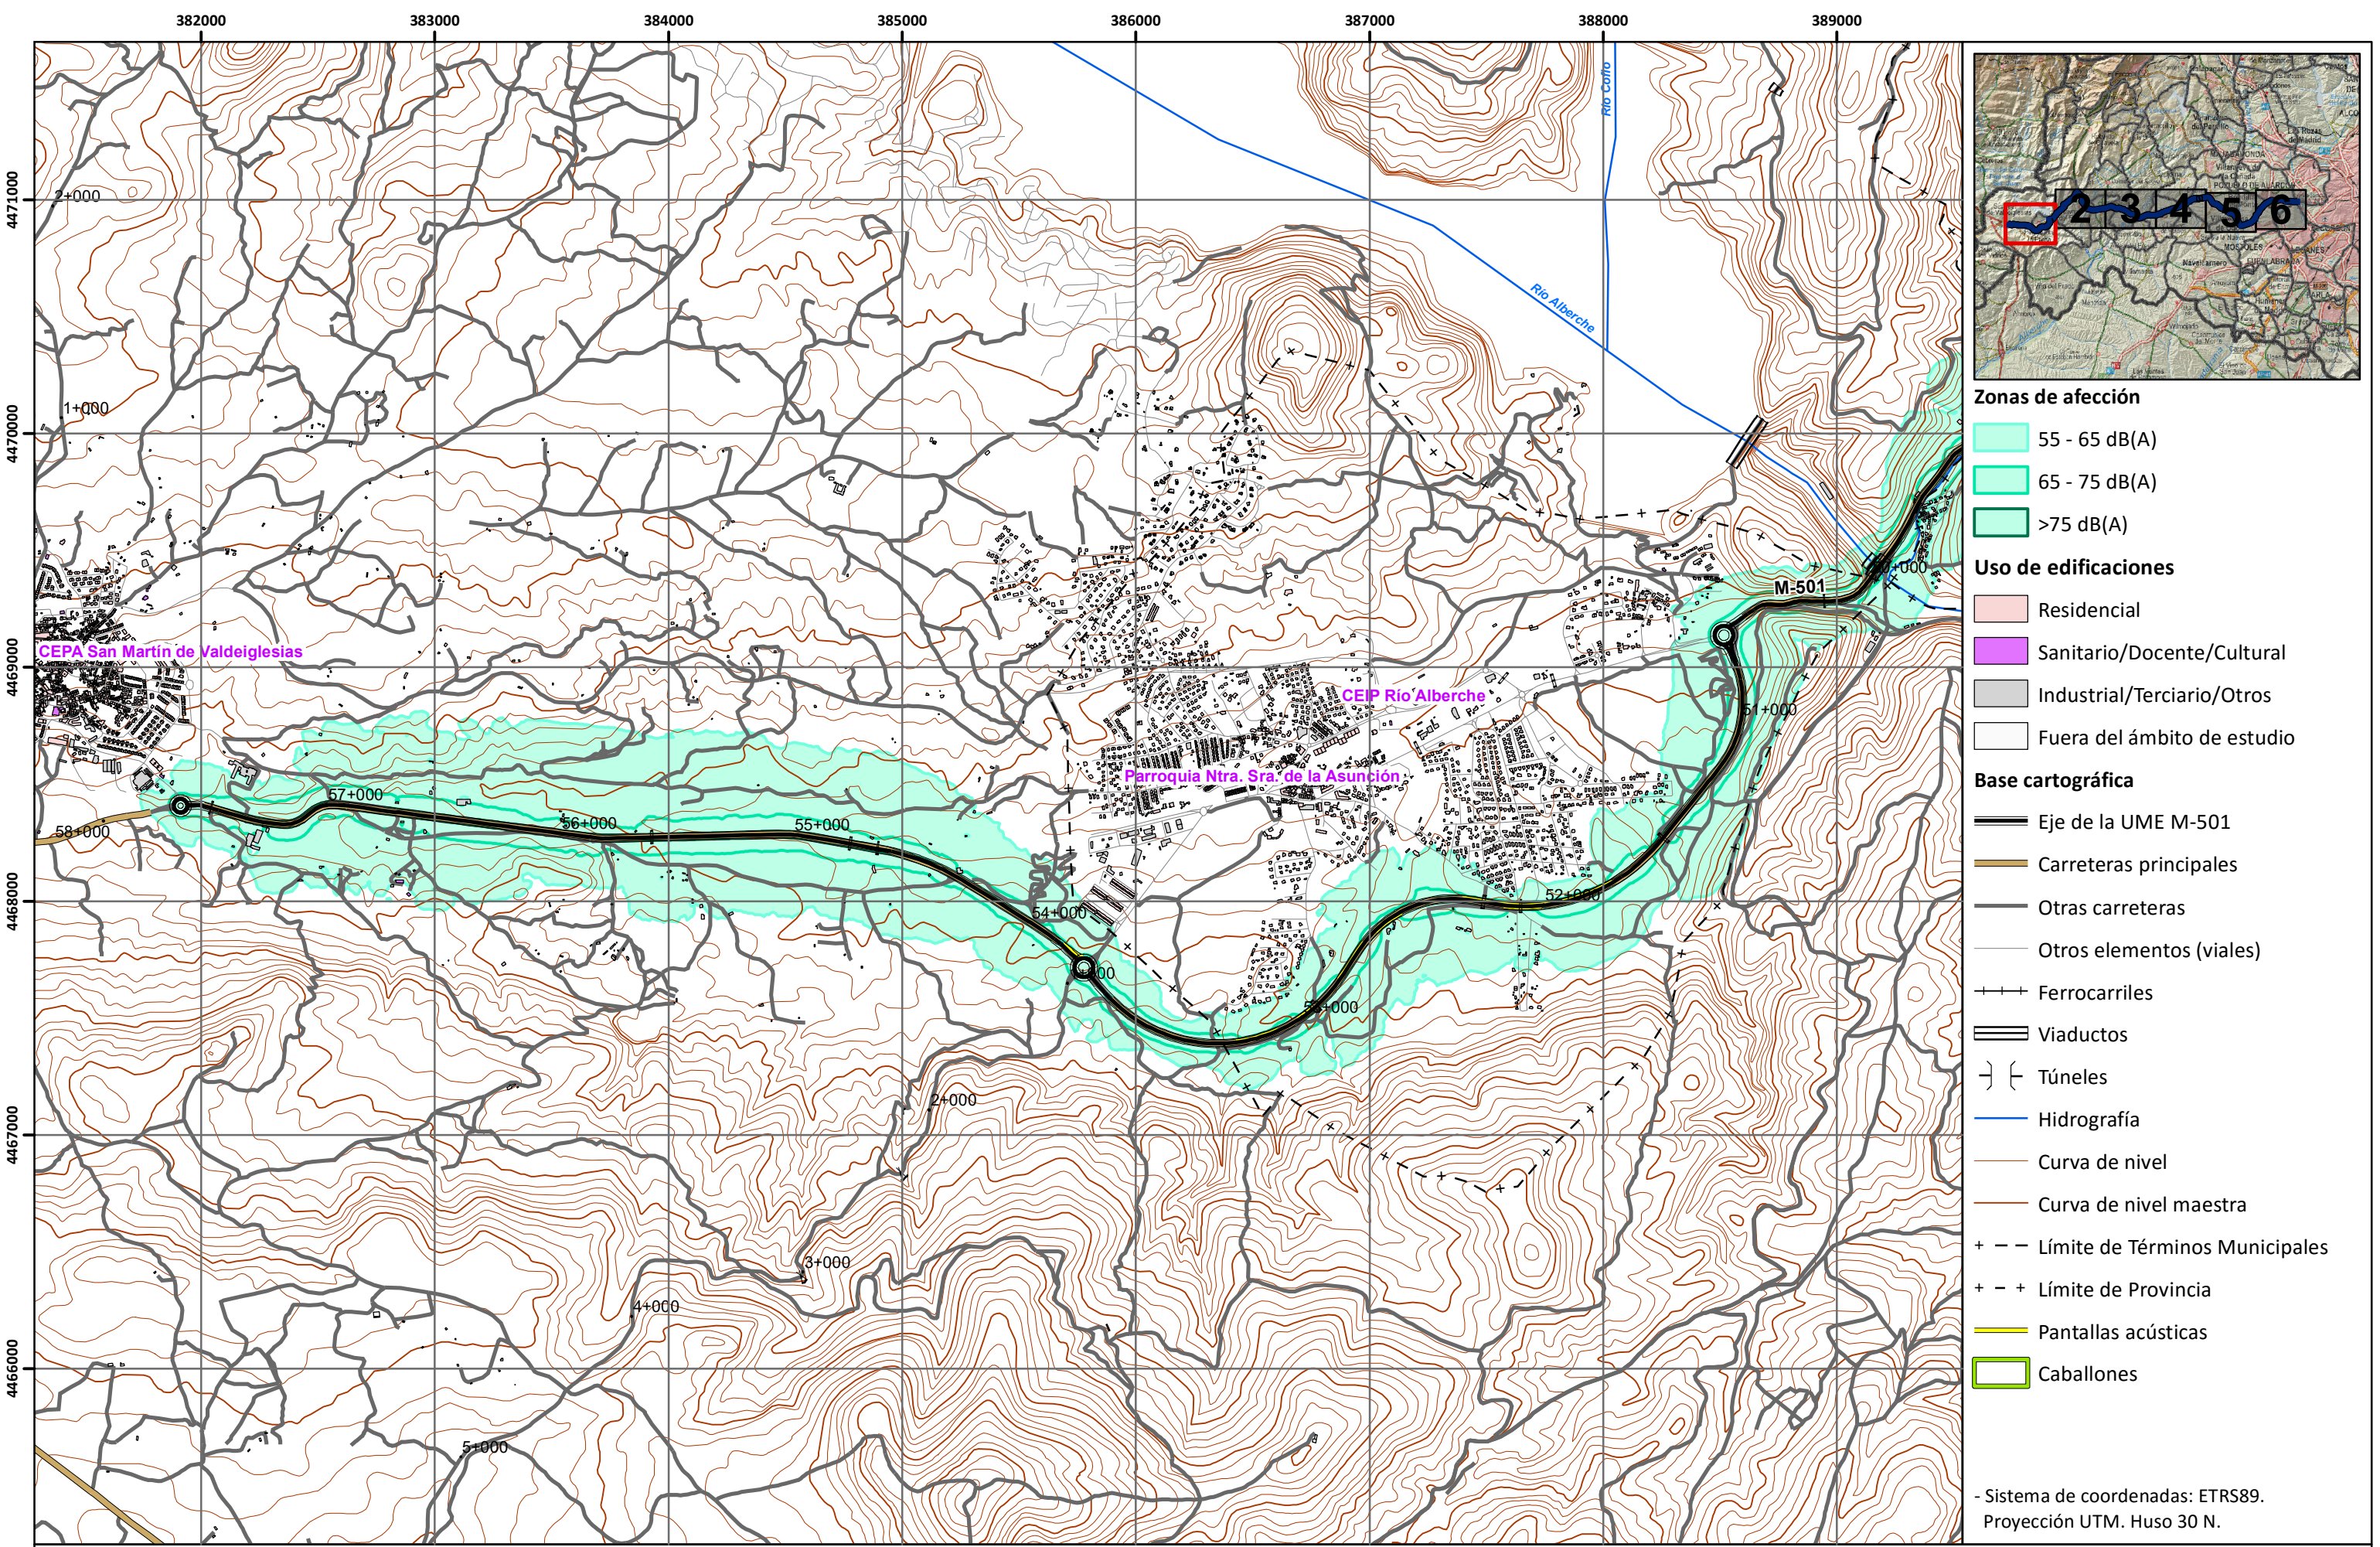 382000 383000 384000 385000 386000 387000 388000 389000
4471000
4470000
4469000
4468000
4467000
4466000
Río Cofio
Río Alberche
2+000
1+000
M-501
CEPA San Martín de Valdeiglesias
CEIP Río Alberche
51+000
Parroquia Ntra. Sra. de la Asunción
57+000
56+000
55+000
58+000
52+000
54+000
53+000
2+000
3+000
4+000
5+000
2 3 4 5 6
Zonas de afección
55 - 65 dB(A)
65 - 75 dB(A)
>75 dB(A)
Uso de edificaciones
Residencial
Sanitario/Docente/Cultural
Industrial/Terciario/Otros
Fuera del ámbito de estudio
Base cartográfica
Eje de la UME M-501
Carreteras principales
Otras carreteras
Otros elementos (viales)
Ferrocarriles
Viaductos
Túneles
Hidrografía
Curva de nivel
Curva de nivel maestra
Límite de Términos Municipales
Límite de Provincia
Pantallas acústicas
Caballones
- Sistema de coordenadas: ETRS89.
Proyección UTM. Huso 30 N.